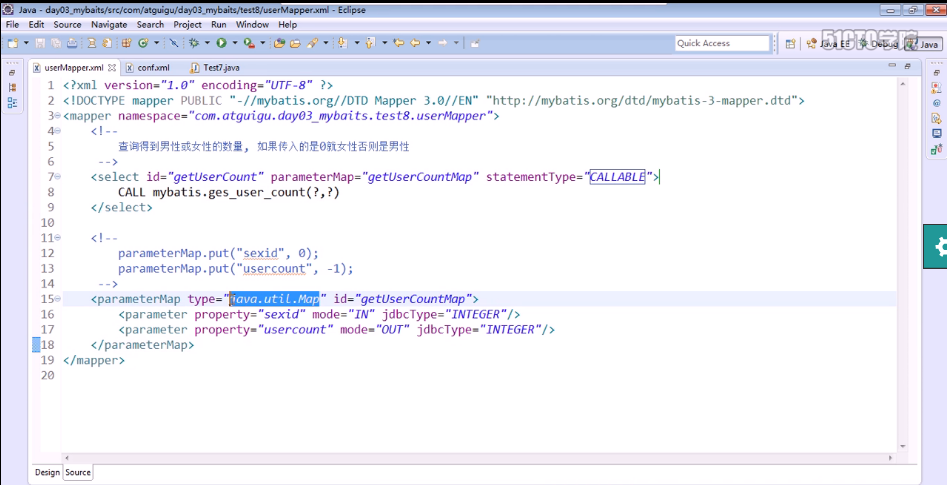 Java - day03_mybaits/src/com/atguigu/day03_mybaits/test8/userMapper.xml - Eclipse
File Edit Source Navigate Search Project Run Window Help
Quick Access
Java EE Debug Java
51CTO学院
userMapper.xml conf.xml Test7.java
1 <?xml version="1.0" encoding="UTF-8" ?>
2 <!DOCTYPE mapper PUBLIC "-//mybatis.org//DTD Mapper 3.0//EN" "http://mybatis.org/dtd/mybatis-3-mapper.dtd">
3 <mapper namespace="com.atguigu.day03_mybaits.test8.userMapper">
4 <!--
5 查询得到男性或女性的数量, 如果传入的是0就女性否则是男性
6 -->
7 <select id="getUserCount" parameterMap="getUserCountMap" statementType="CALLABLE">
8 CALL mybatis.ges_user_count(?,?)
9 </select>
10
11 <!--
12 parameterMap.put("sexid", 0);
13 parameterMap.put("usercount", -1);
14 -->
15 <parameterMap type="java.util.Map" id="getUserCountMap">
16 <parameter property="sexid" mode="IN" jdbcType="INTEGER"/>
17 <parameter property="usercount" mode="OUT" jdbcType="INTEGER"/>
18 </parameterMap>
19 </mapper>
20
Design Source